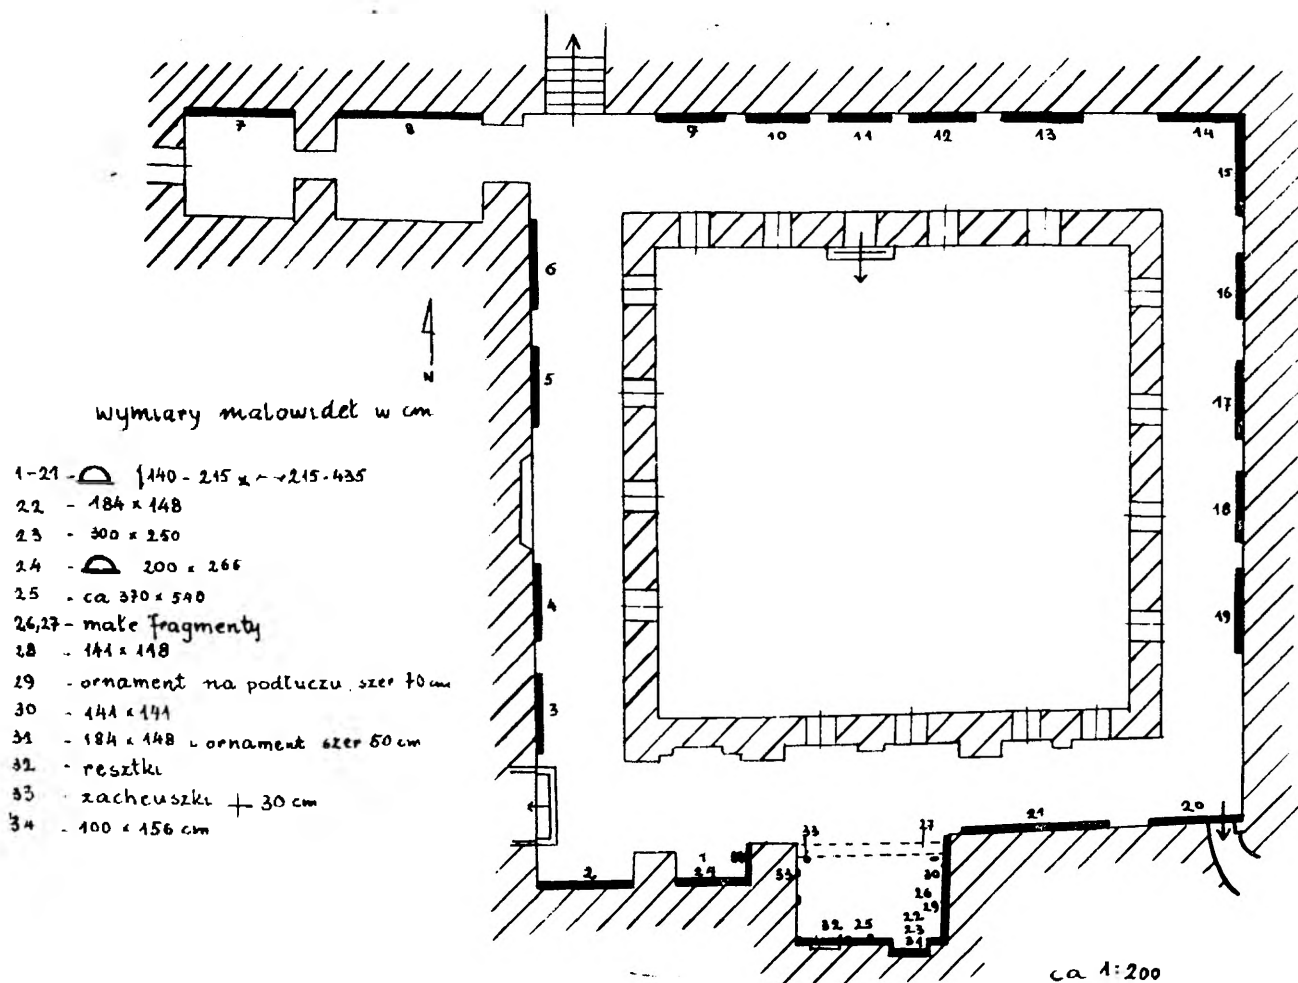 7
8
9
10
11
12
13
14
15
6
16
5
N
17
wymiary malowideł w cm
1-21 - 140 - 215 x 215-435
22 - 184 x 148
18
23 - 300 x 250
24 - 200 x 266
25 - ca 370 x 540
4
19
26,27 - małe fragmenty
28 - 141 x 118
29 - ornament na podłuczu szer 70 cm
3
30 - 141 x 141
31 - 184 x 148 ornament szer 50 cm
32 - resztki
33 - zacheuszki + 30 cm
34 - 100 x 156 cm
21
20
33
27
1
24
2
33
30
26
29
32
25
22
23
31
ca 1:200